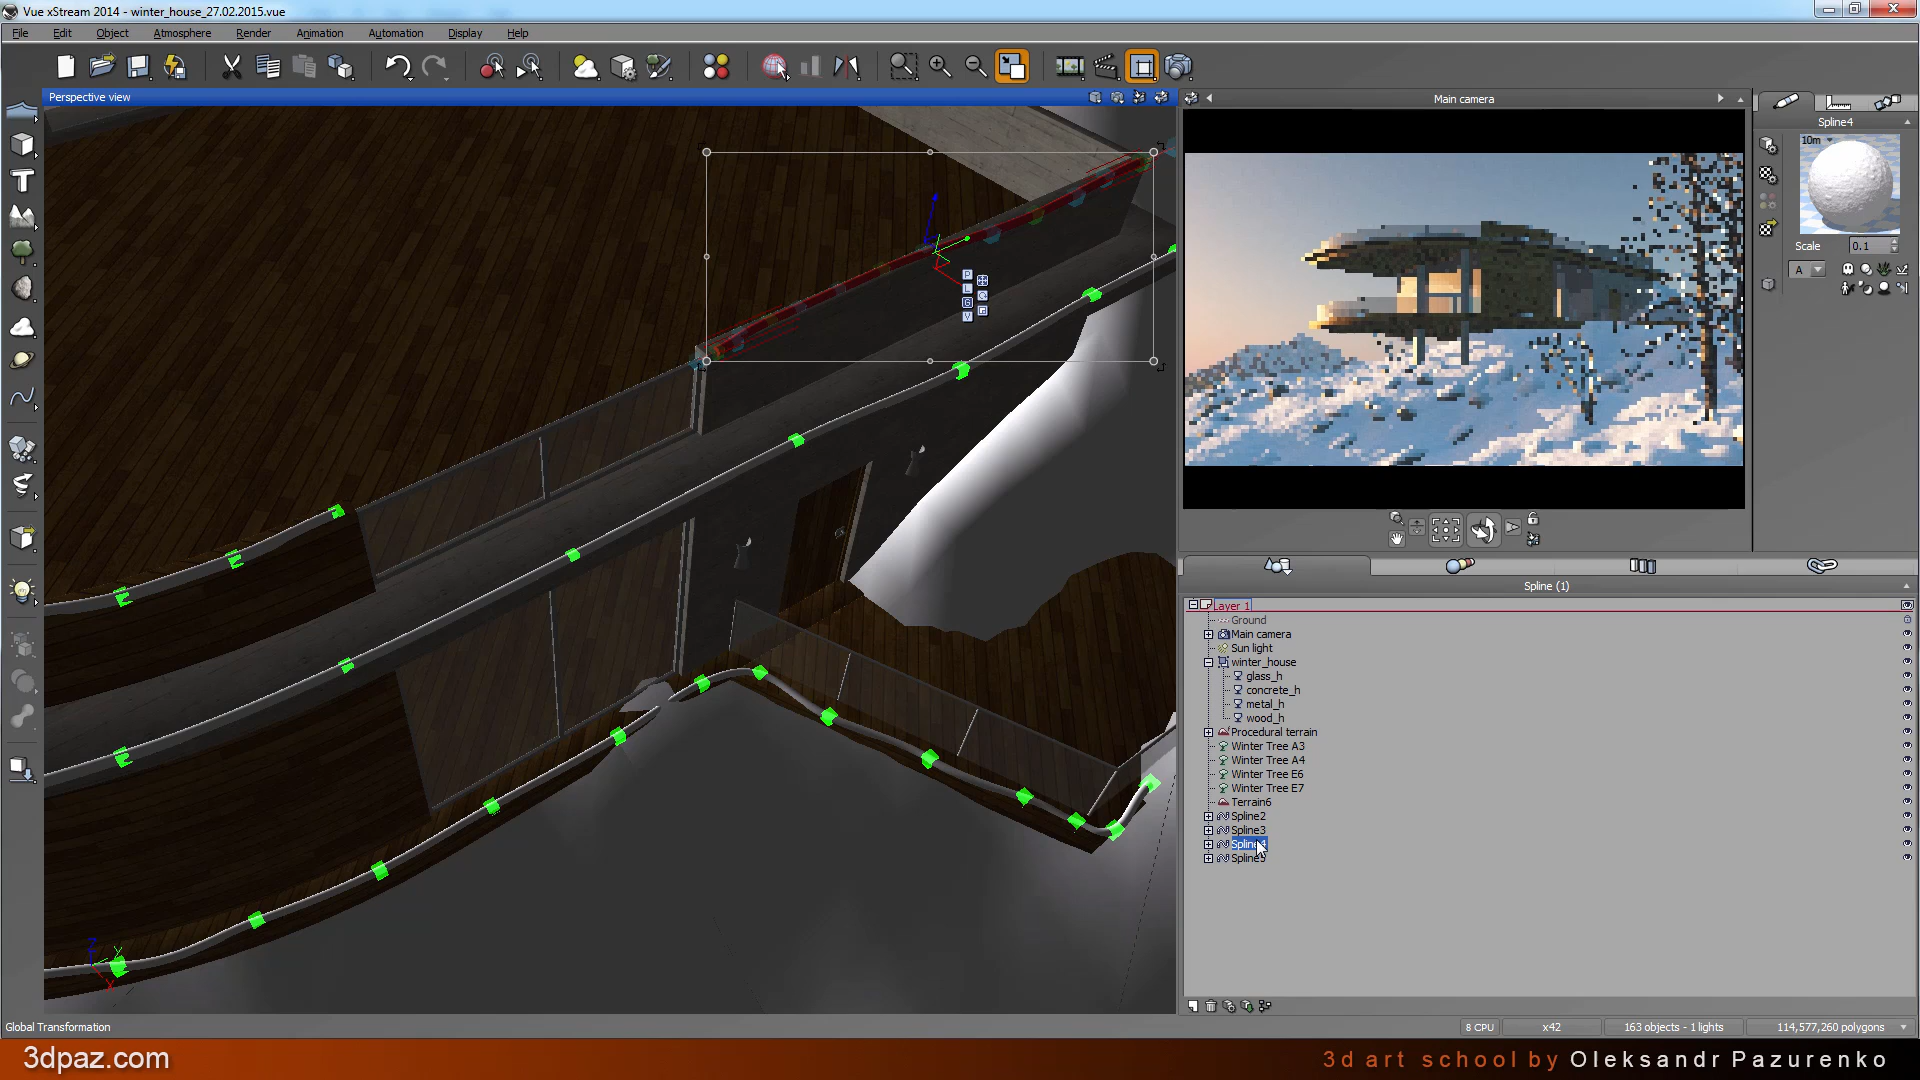 Vue xStream 2014 - winter_house_27.02.2015.vue
File Edit Object Atmosphere Render Animation Automation Display Help
Perspective view
Main camera
Spline4
10m
Scale 0.1
A
P
L
G
V
Z
Y
X
Spline (1)
Layer 1
Ground
Main camera
Sun light
winter_house
glass_h
concrete_h
metal_h
wood_h
Procedural terrain
Winter Tree A3
Winter Tree A4
Winter Tree E6
Winter Tree E7
Terrain6
Spline2
Spline3
Spline4
Spline5
Global Transformation
8 CPU x42 163 objects - 1 lights 114,577,260 polygons
3dpaz.com
3d art school by Oleksandr Pazurenko